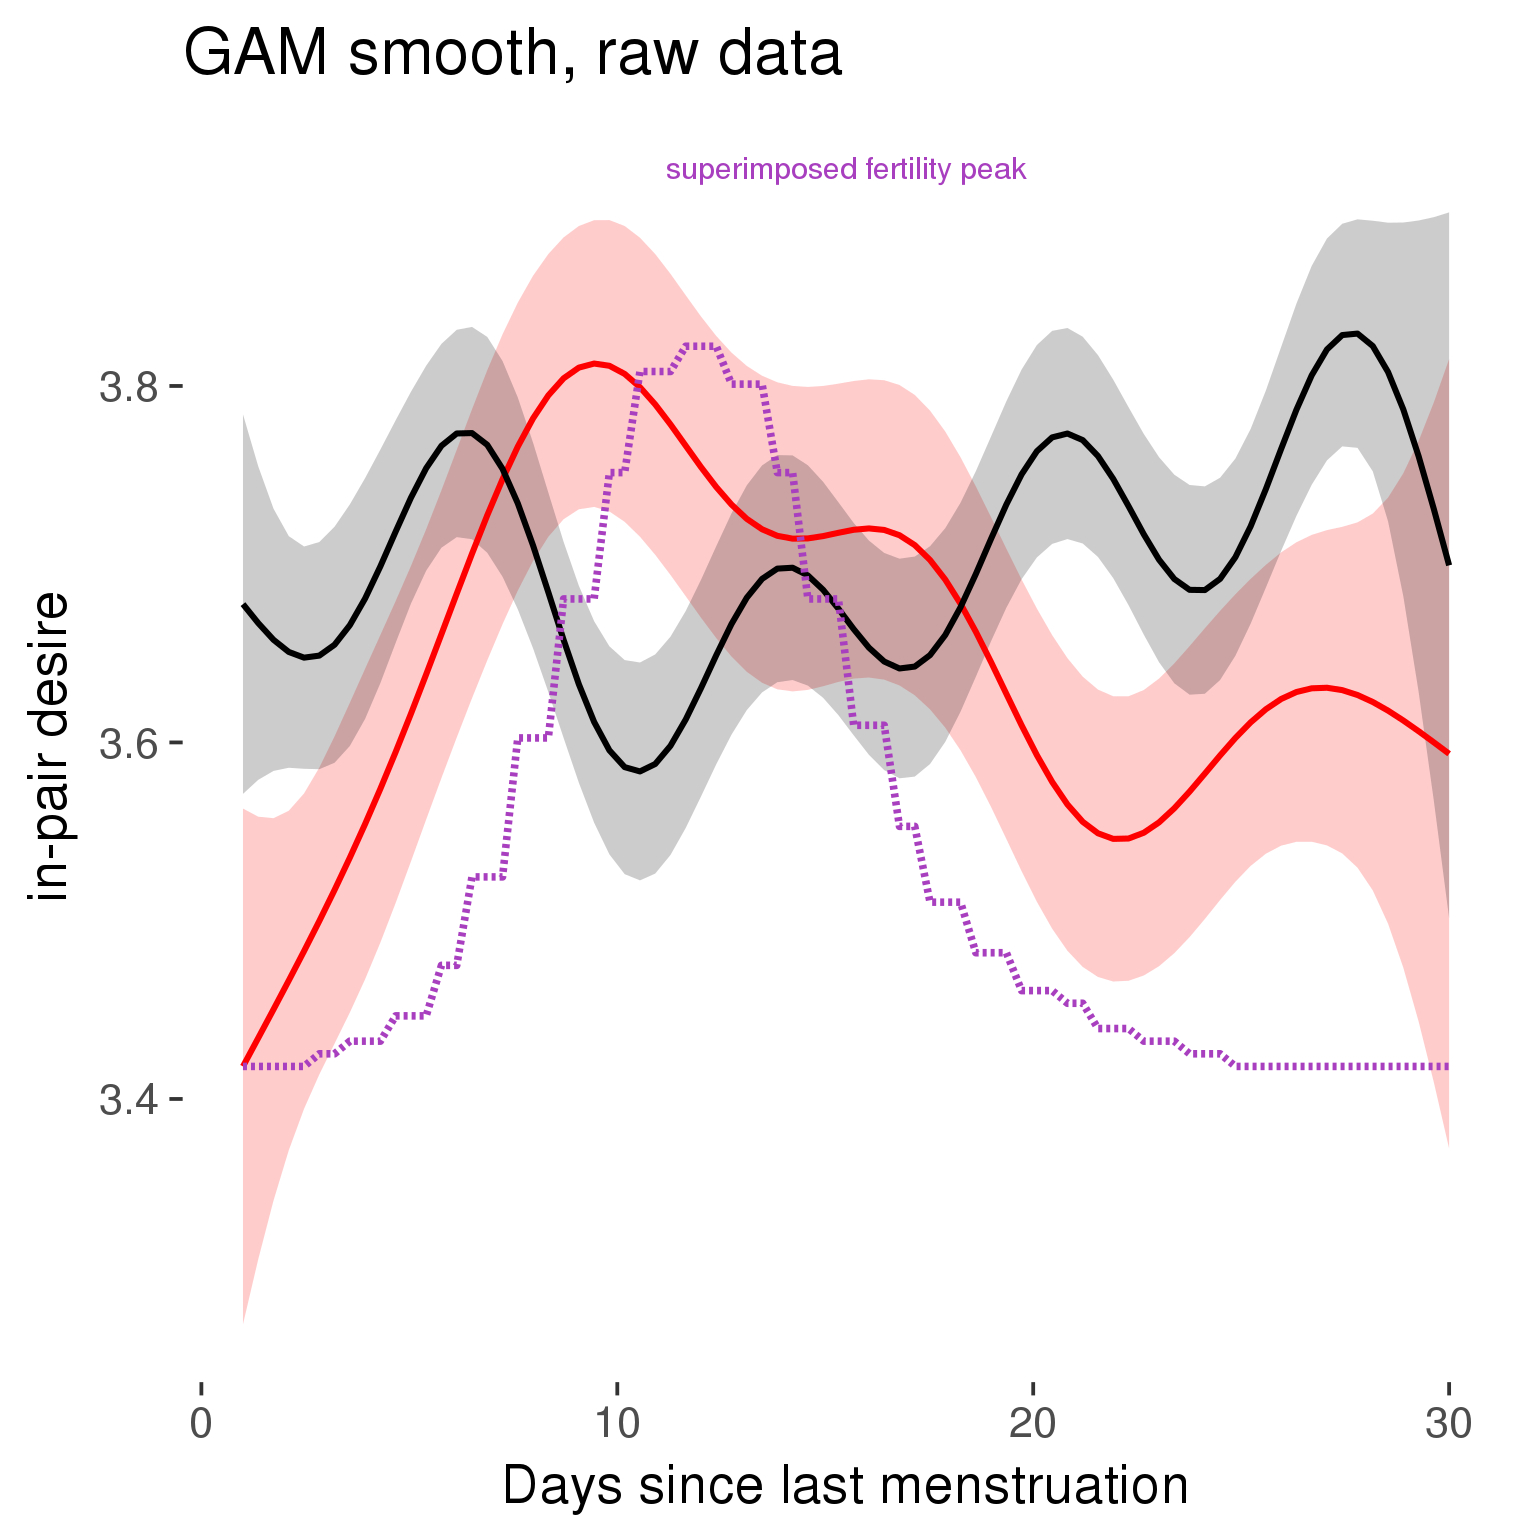 GAM smooth, raw data
superimposed fertility peak
in-pair desire
3.8
3.6
3.4
0 10 20 30
Days since last menstruation